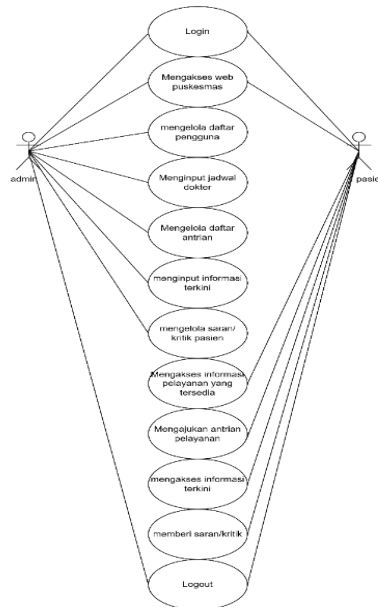 Login
Mengakses web
puskesmas
mengelola daftar
pengguna
admin
Menginput jadwal
dokter
pasie
Mengelola daftar
antrian
menginput informasi
terkini
mengelola saran/
kritik pasien
Mengakses informasi
pelayanan yang
tersedia
Mengajukan antrian
pelayanan
mengakses informasi
terkini
memberi saran/kritik
Logout